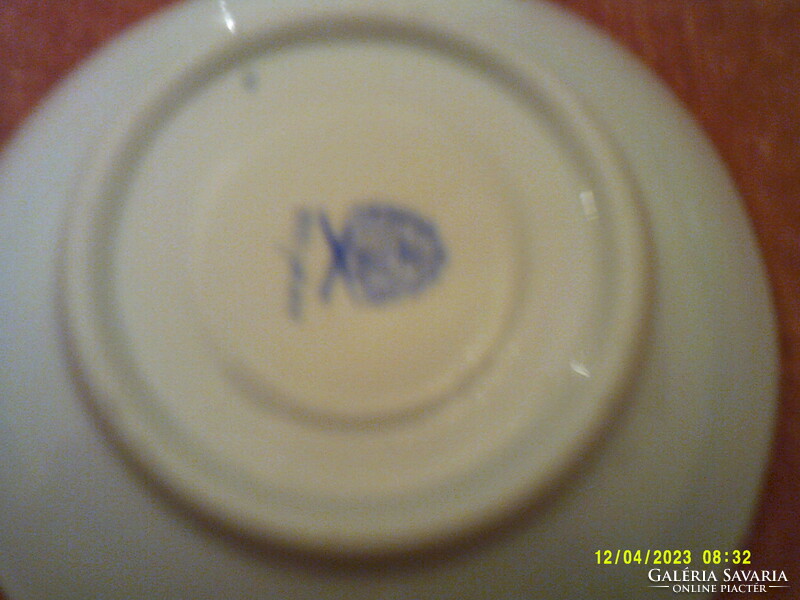 12/04/2023 08:32
GALÉRIA SAVARIA
ONLINE PIACTÉR